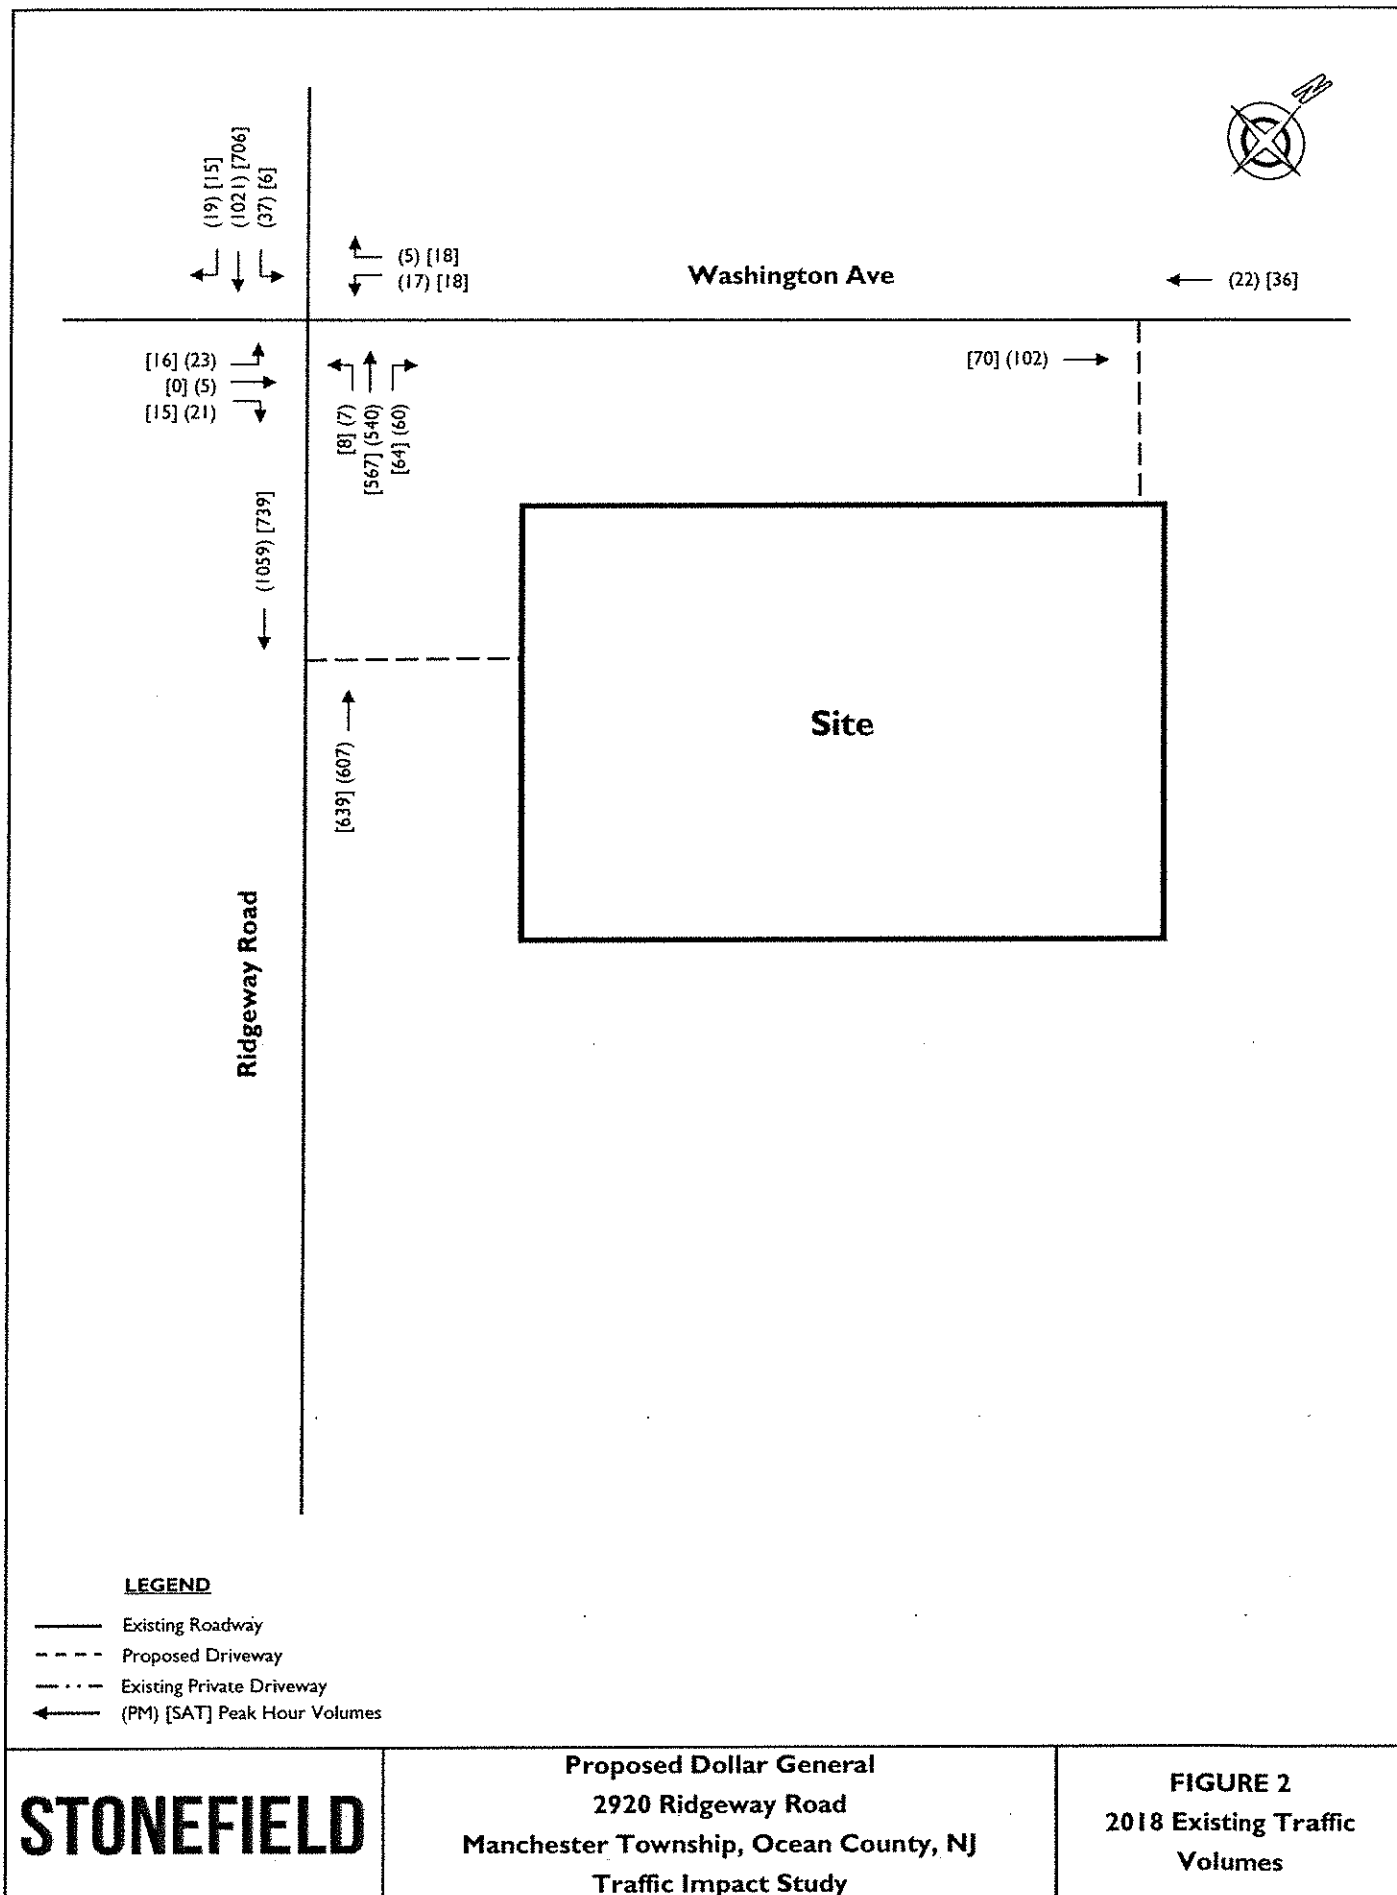 N
(19) [15]
(1021) [706]
(37) [6]
(5) [18]
(17) [18]
Washington Ave
(22) [36]
[16] (23)
[0] (5)
[15] (21)
[8] (7)
[567] (540)
[64] (60)
[70] (102)
(1059) [739]
[639] (607)
Site
Ridgeway Road
LEGEND
Existing Roadway
Proposed Driveway
Existing Private Driveway
(PM) [SAT] Peak Hour Volumes
STONEFIELD
Proposed Dollar General
2920 Ridgeway Road
Manchester Township, Ocean County, NJ
Traffic Impact Study
FIGURE 2
2018 Existing Traffic
Volumes